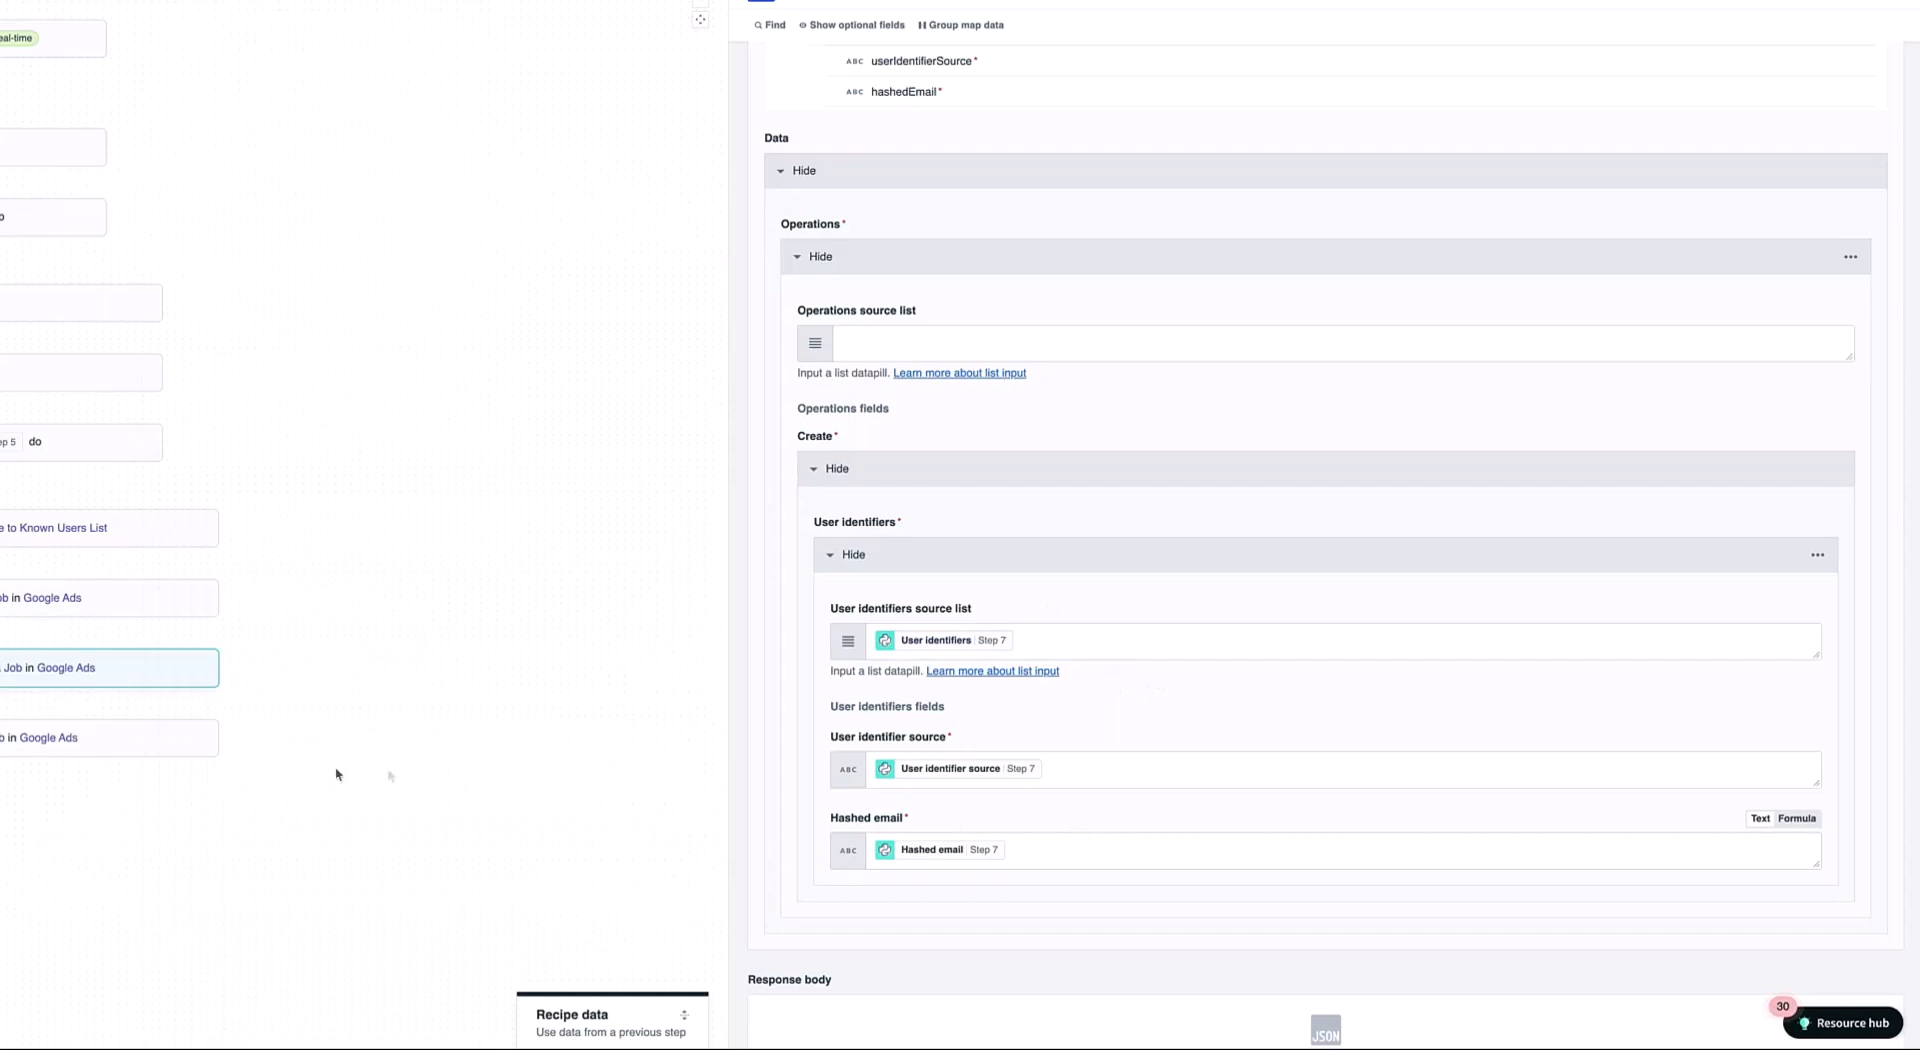 eal-time
p
ep 5 do
e to Known Users List
ob in Google Ads
Job in Google Ads
b in Google Ads
Recipe data
Use data from a previous step
Find Show optional fields Group map data
ABC userIdentifierSource*
ABC hashedEmail*
Data
Hide
Operations*
Hide
Operations source list
Input a list datapill. Learn more about list input
Operations fields
Create*
Hide
User identifiers*
Hide
User identifiers source list
User identifiers Step 7
Input a list datapill. Learn more about list input
User identifiers fields
User identifier source*
ABC User identifier source Step 7
Hashed email* Text Formula
ABC Hashed email Step 7
Response body
JSON
30
Resource hub